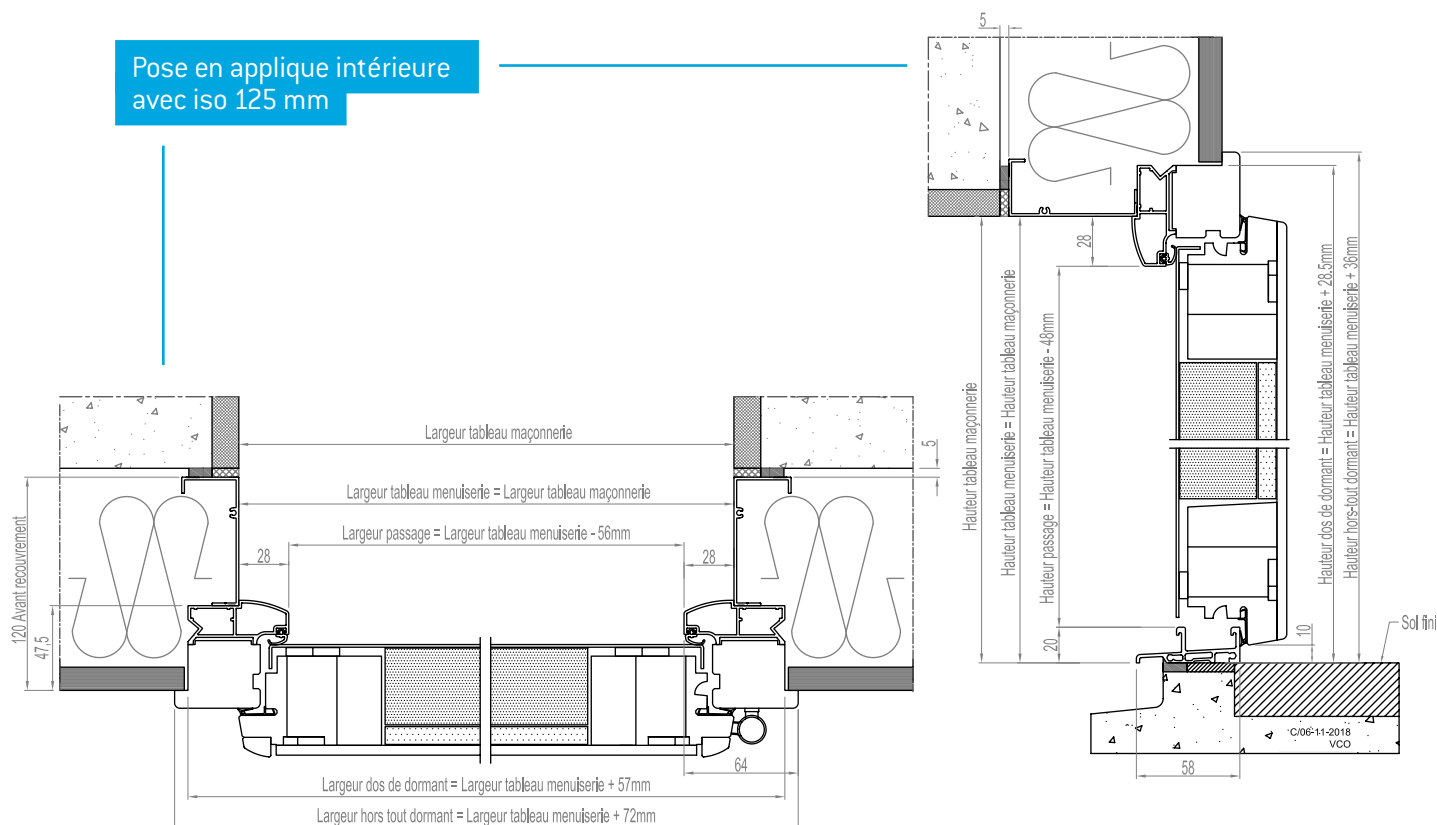 Pose en applique intérieure
avec iso 125 mm
5
28
Hauteur tableau maçonnerie
Hauteur tableau menuiserie = Hauteur tableau maçonnerie
Hauteur passage = Hauteur tableau menuiserie - 48mm
Hauteur dos de dormant = Hauteur tableau menuiserie + 28.5mm
Hauteur hors-tout dormant = Hauteur tableau menuiserie + 36mm
20
10
Sol fini
C/06-11-2018
VCO
58
Largeur tableau maçonnerie
5
Largeur tableau menuiserie = Largeur tableau maçonnerie
Largeur passage = Largeur tableau menuiserie - 56mm
28
28
120 Avant recouvrement
47,5
64
Largeur dos de dormant = Largeur tableau menuiserie + 57mm
Largeur hors tout dormant = Largeur tableau menuiserie + 72mm